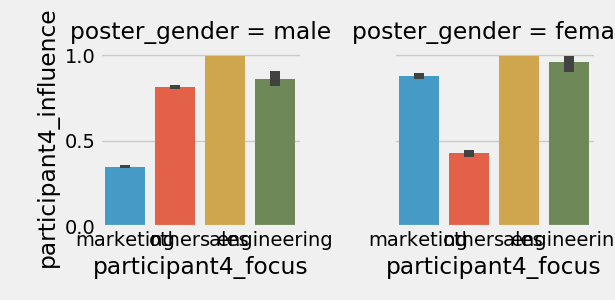 poster_gender = male
poster_gender = fema
participant4_influence
1.0
0.5
0.0
marketing others sales engineering
marketing others sales engineerin
participant4_focus
participant4_focus